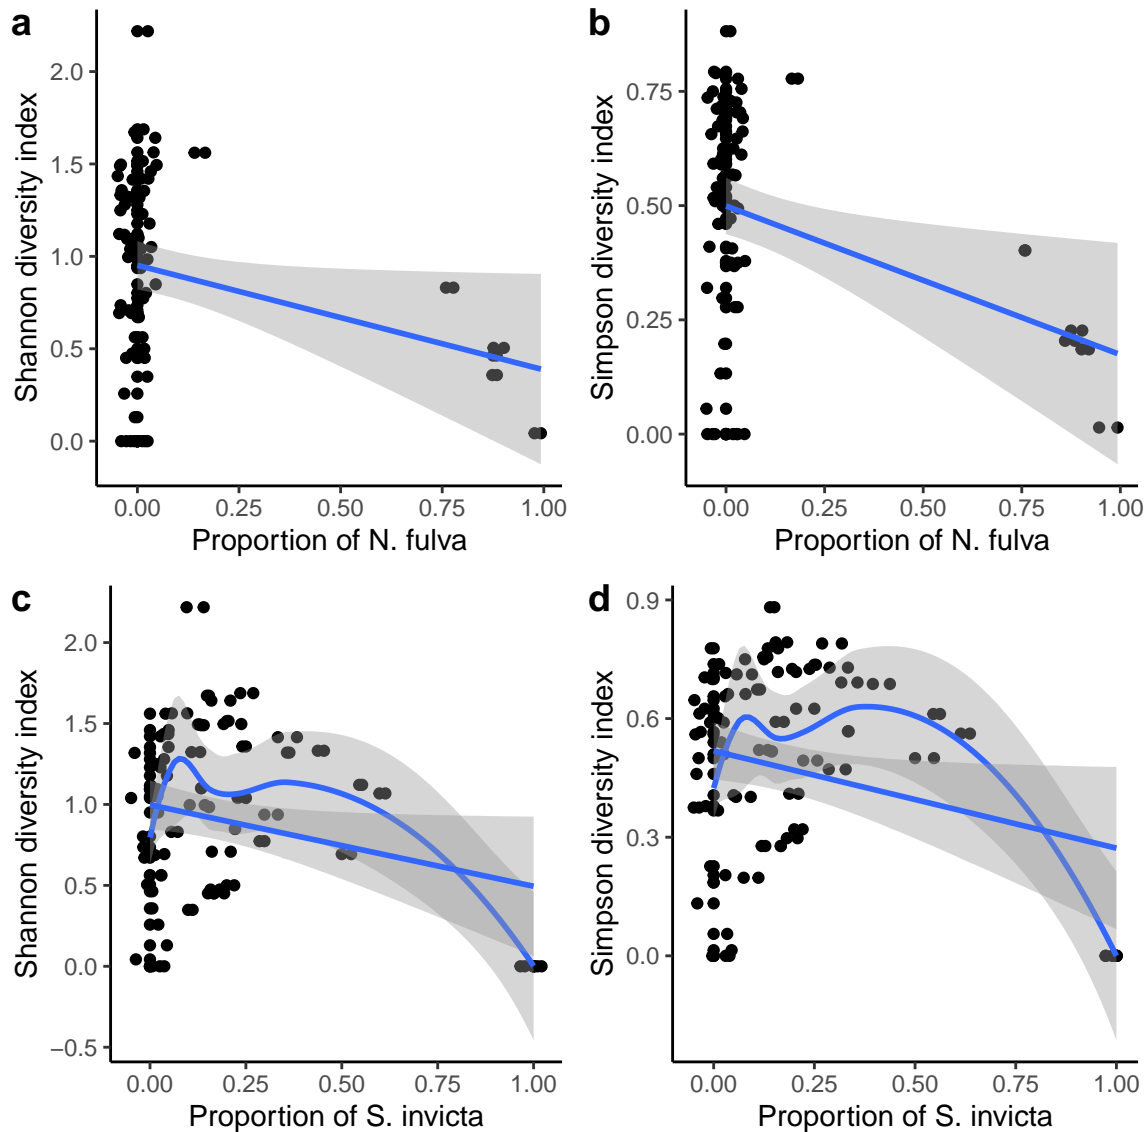 a
Shannon diversity index
2.0
1.5
1.0
0.5
0.0
0.00 0.25 0.50 0.75 1.00
Proportion of N. fulva
b
Simpson diversity index
0.75
0.50
0.25
0.00
0.00 0.25 0.50 0.75 1.00
Proportion of N. fulva
c
Shannon diversity index
2.0
1.5
1.0
0.5
0.0
−0.5
0.00 0.25 0.50 0.75 1.00
Proportion of S. invicta
d
Simpson diversity index
0.9
0.6
0.3
0.0
0.00 0.25 0.50 0.75 1.00
Proportion of S. invicta